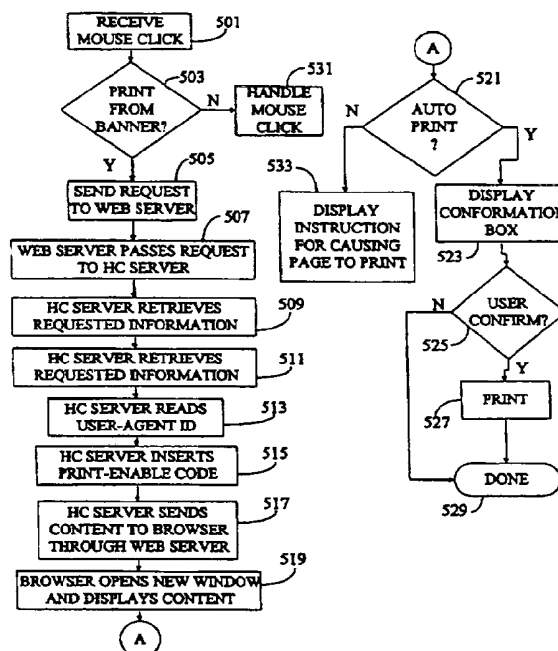 RECEIVE
MOUSE CLICK
501
503
PRINT
FROM
BANNER?
N
531
HANDLE
MOUSE
CLICK
Y
505
SEND REQUEST
TO WEB SERVER
507
WEB SERVER PASSES REQUEST
TO HC SERVER
HC SERVER RETRIEVES
REQUESTED INFORMATION
509
HC SERVER RETRIEVES
REQUESTED INFORMATION
511
HC SERVER READS
USER-AGENT ID
513
HC SERVER INSERTS
PRINT-ENABLE CODE
515
HC SERVER SENDS
CONTENT TO BROWSER
THROUGH WEB SERVER
517
BROWSER OPENS NEW WINDOW
AND DISPLAYS CONTENT
519
A
A
521
AUTO
PRINT
?
N
Y
533
DISPLAY
INSTRUCTION
FOR CAUSING
PAGE TO PRINT
DISPLAY
CONFORMATION
BOX
523
N
USER
CONFIRM?
525
Y
PRINT
527
DONE
529